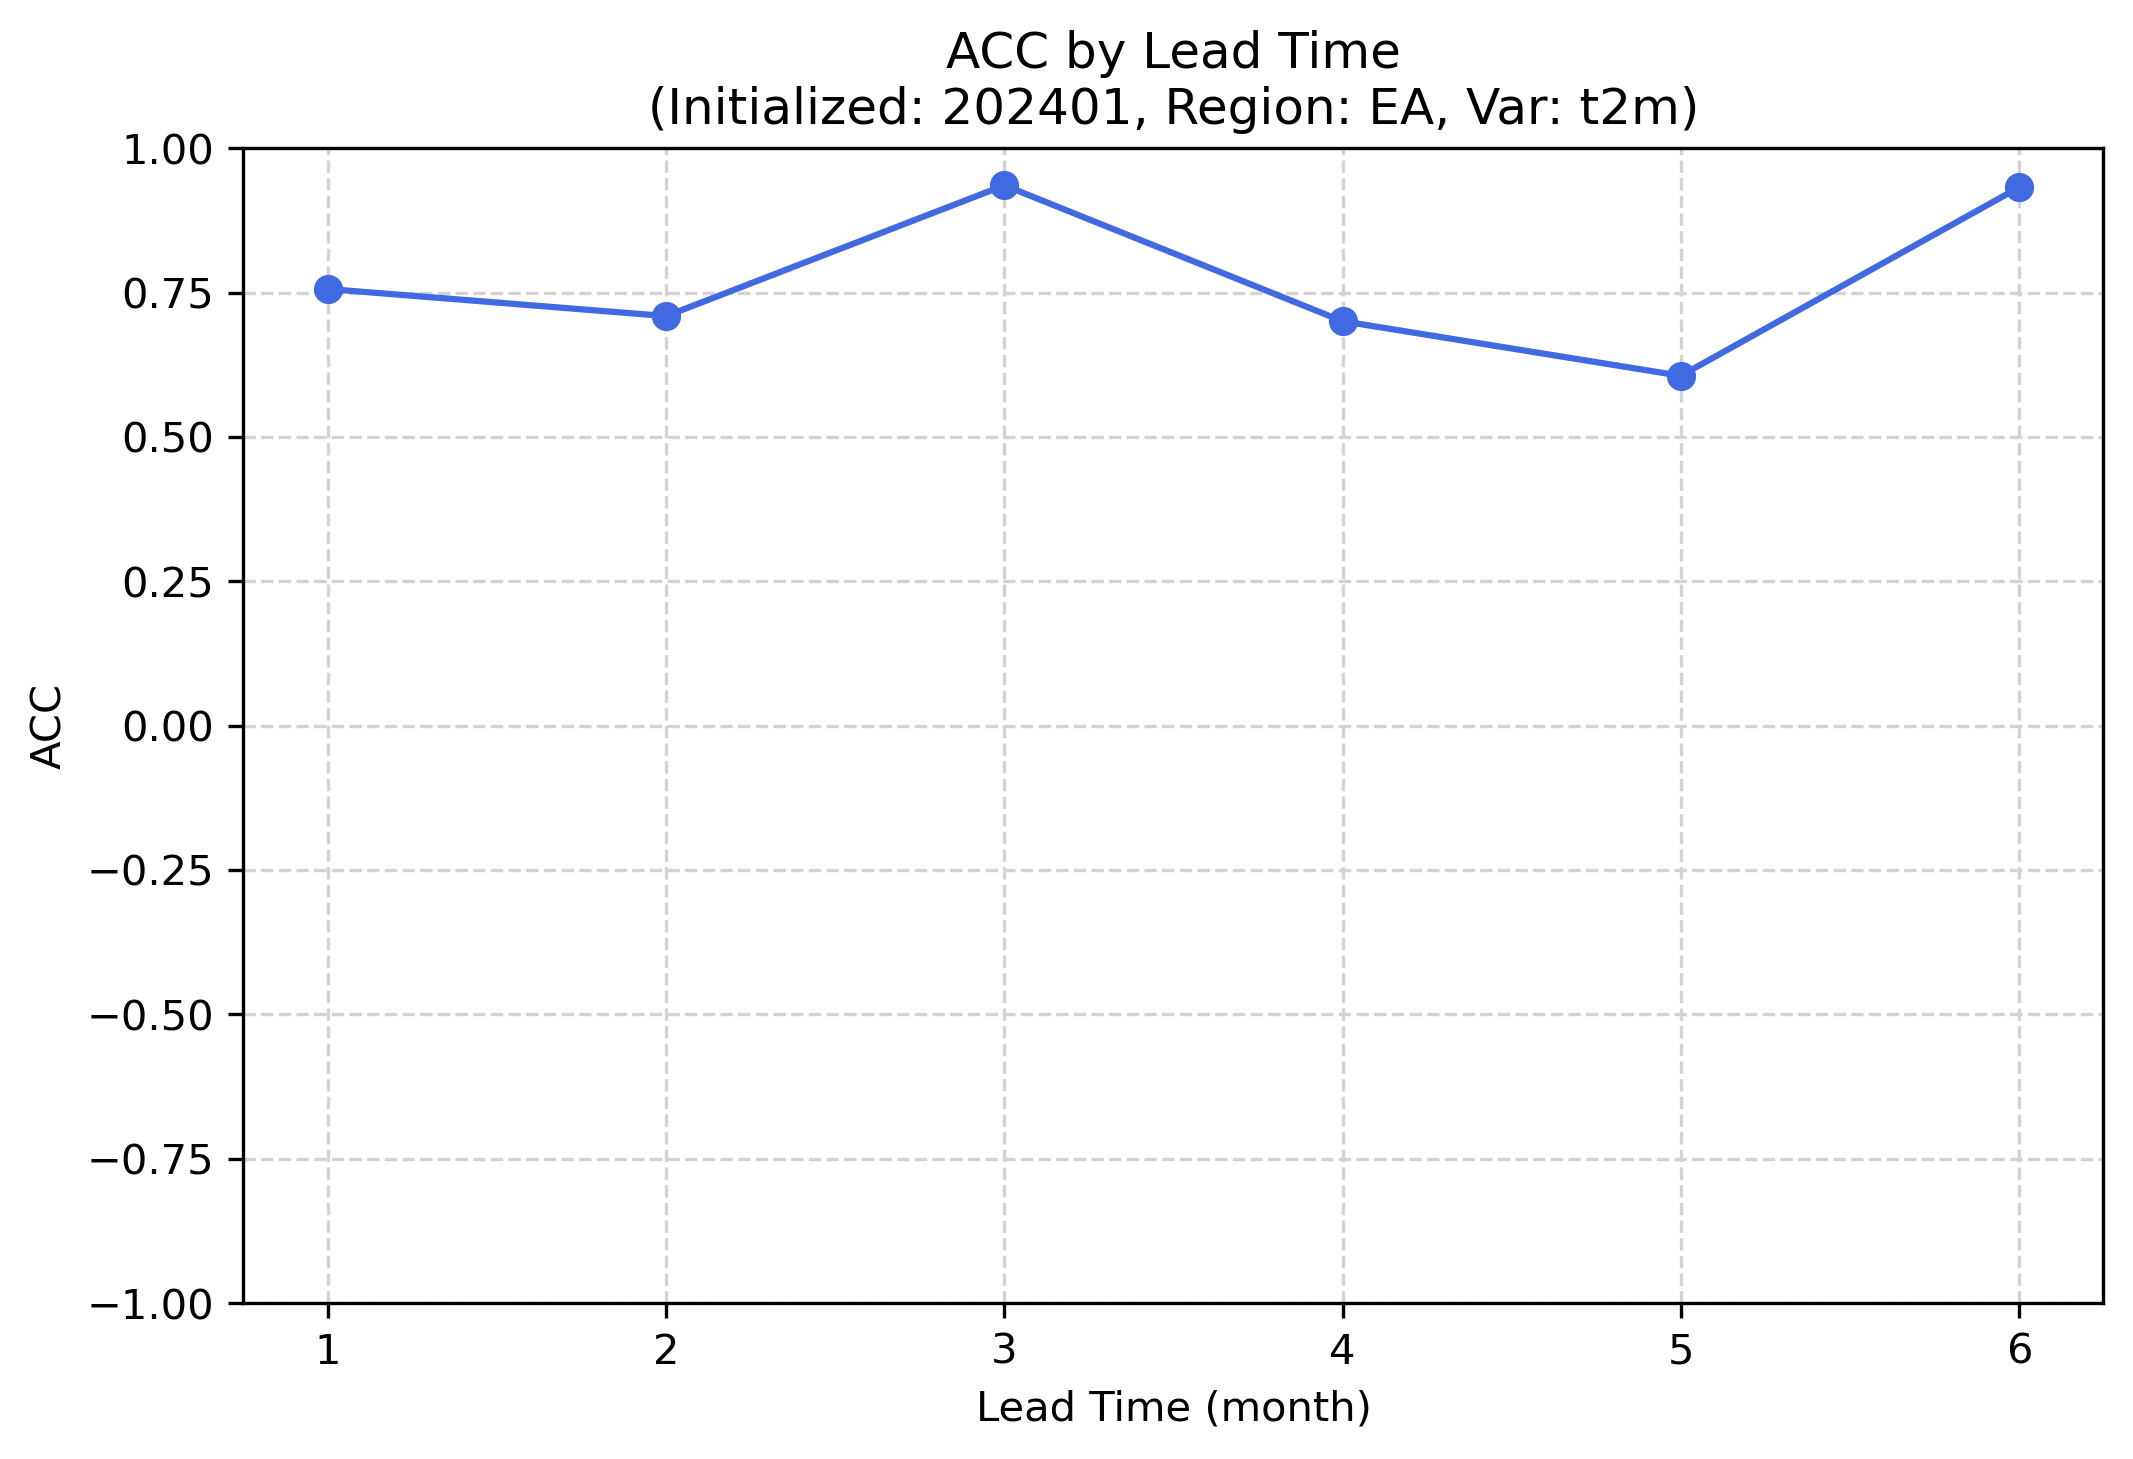 ACC by Lead Time
(Initialized: 202401, Region: EA, Var: t2m)
1.00
0.75
0.50
0.25
0.00
−0.25
−0.50
−0.75
−1.00
ACC
1 2 3 4 5 6
Lead Time (month)